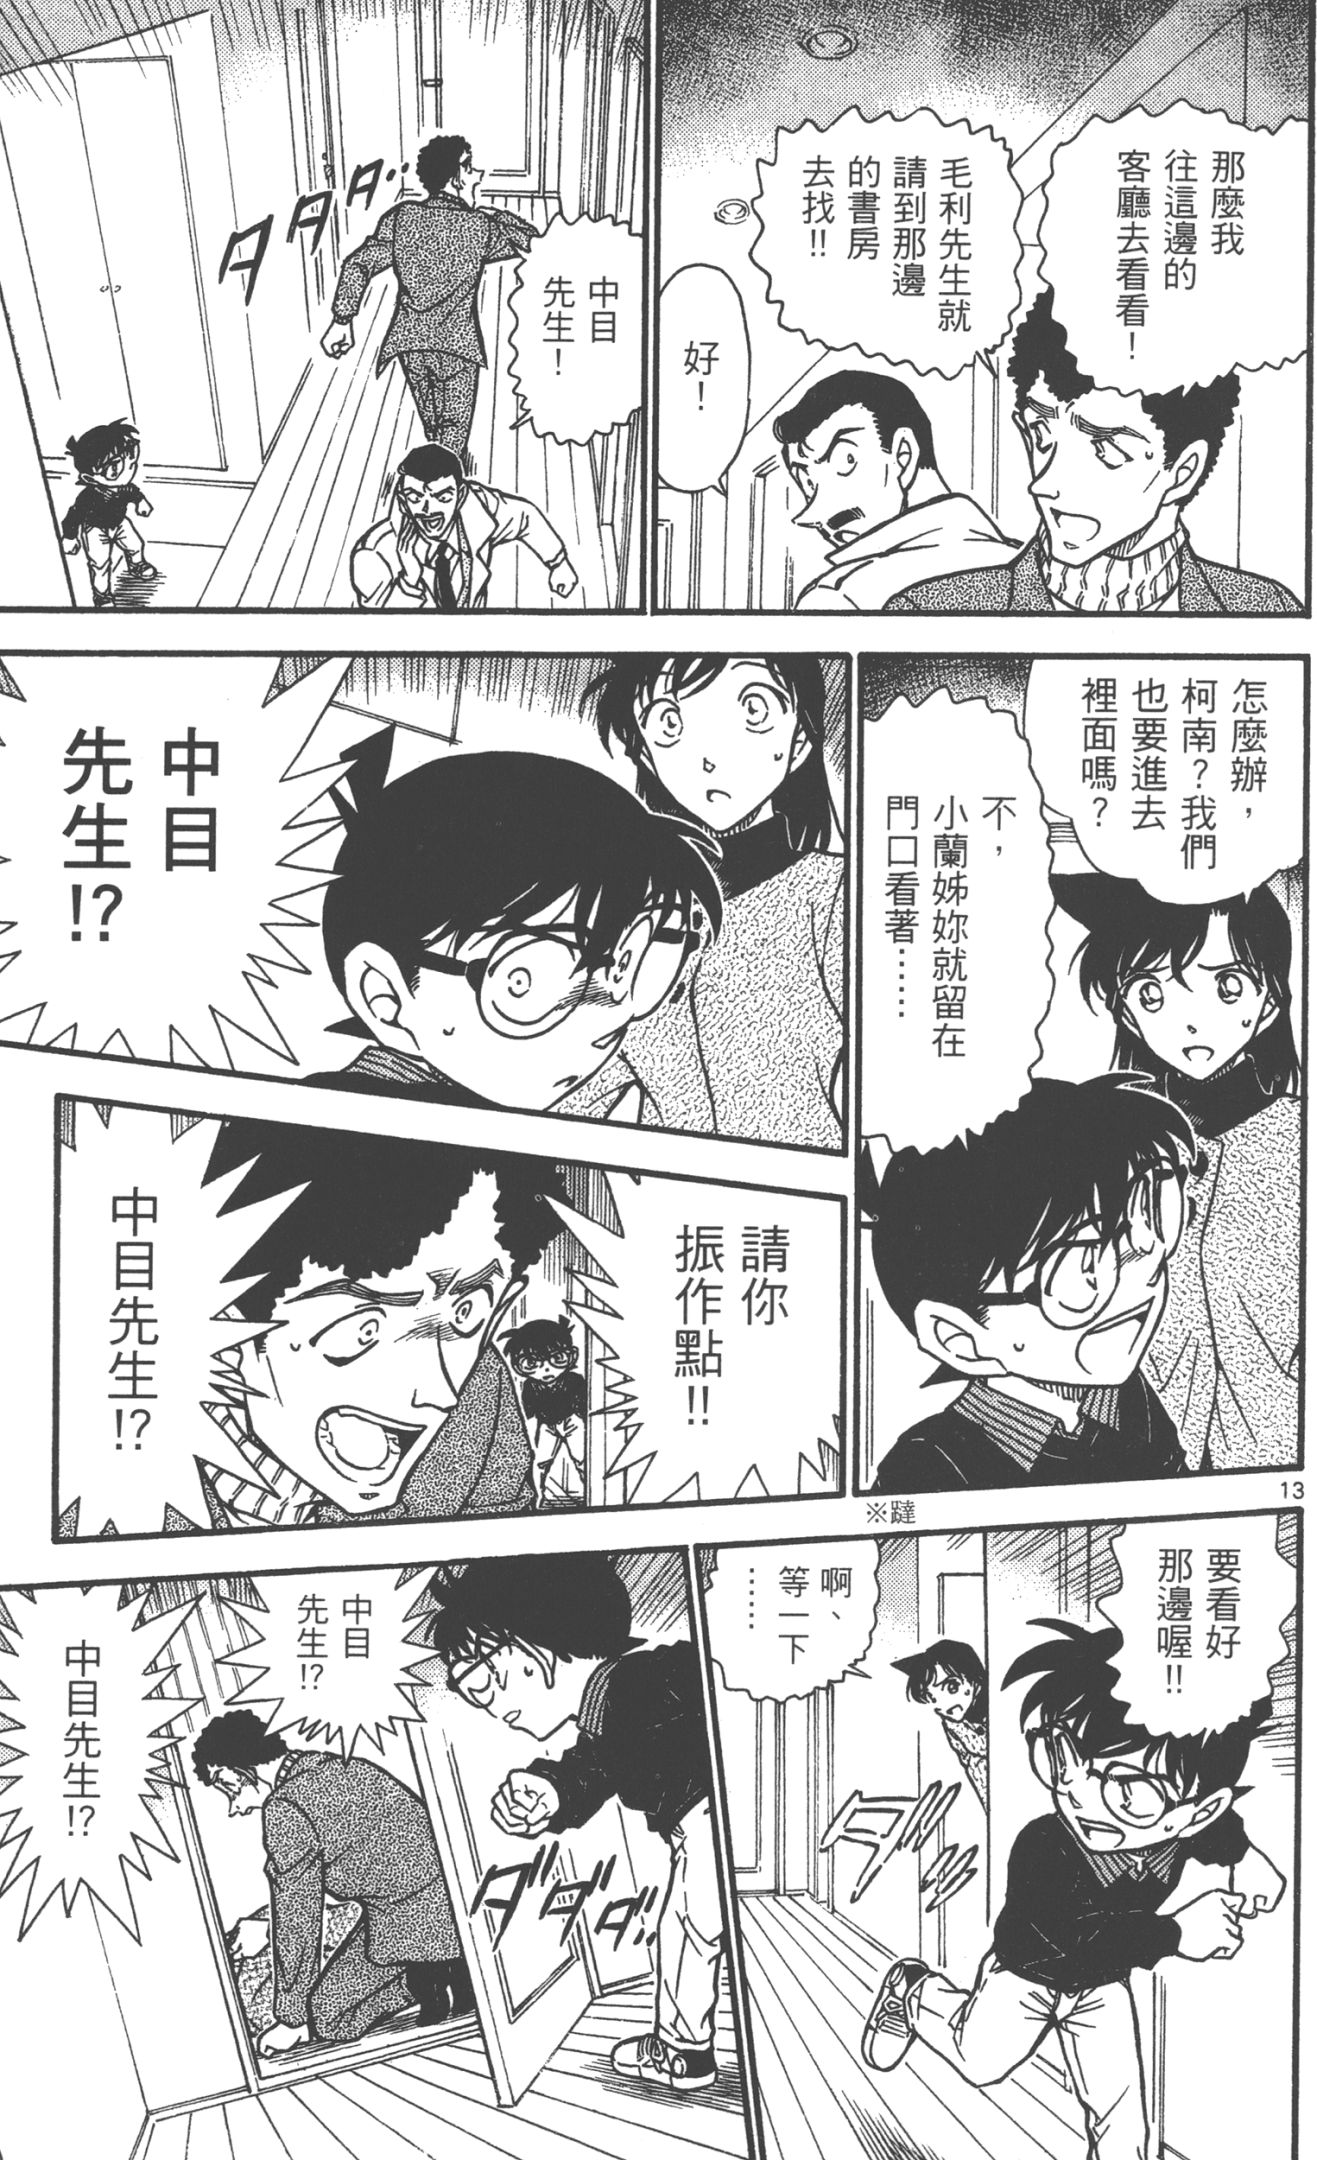 那麼我
往這邊的
客廳去看看！
毛利先生就
請到那邊
的書房
去找!!
好！
中目
先生！
タタタ‥
怎麼辦，
柯南？我們
也要進去
裡面嗎？
不，
小蘭姊妳就留在
門口看著……
中目
先生!?
請你
振作點!!
中目先生!?
13
※躂
要看好
那邊喔!!
啊、
等一下
……
ダダダ‥
中目
先生!?
中目先生!?